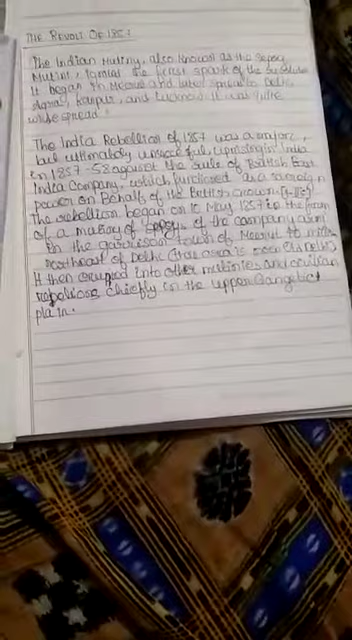 THE REVOLT OF 1857
The Indian Mutiny, also known as the Sepoy
Mutiny, ignited the first spark of the
It began in Meerut and later spread to Delhi,
Agra, Kanpur, and Lucknow it was quite
wide spread.
The India Rebellion of 1857 was a major,
but ultimately uprising in India
in 1857-58 against the rule of British East
India Company, which functioned as a
power on Behalf of the British crown.
The rebellion began on 10 May 1857 in the form
of a mutiny of of the company army
in the garrison town of Meerut 40 miles
northeast of Delhi
It then erupted into other mutinies and civilian
chiefly in the upper Gangetic
plain.